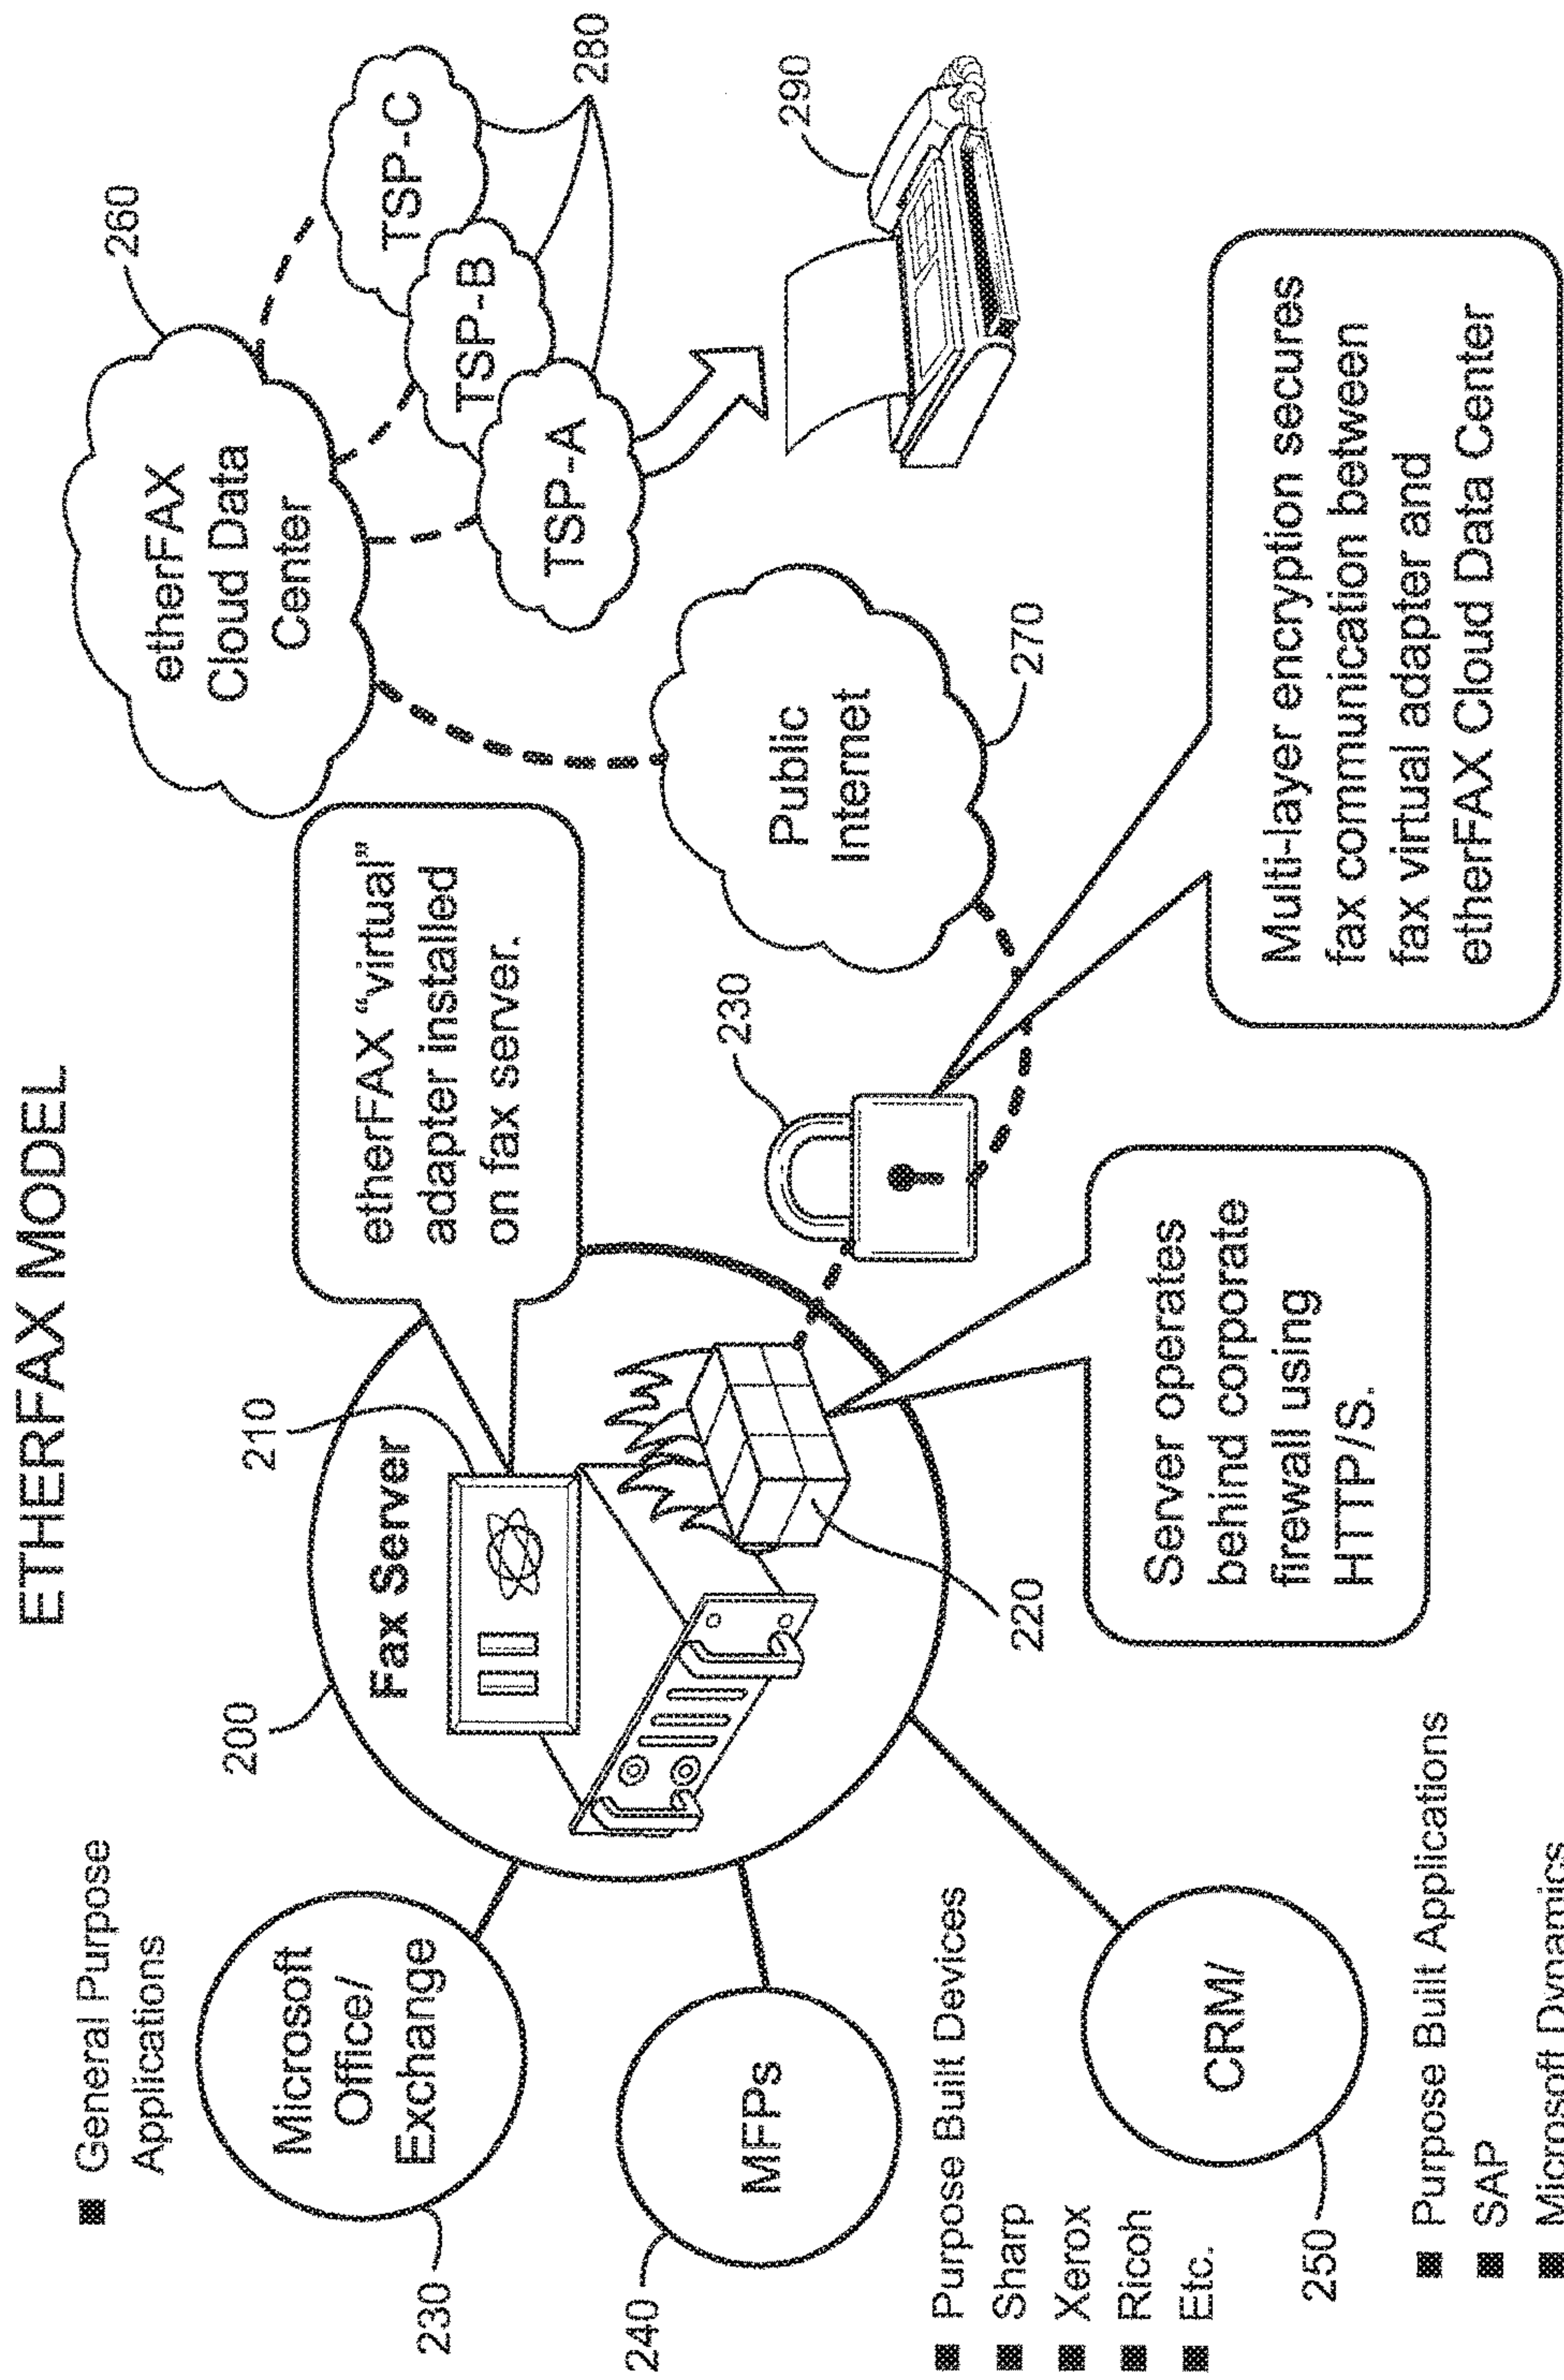 ETHERFAX MODEL
■ General Purpose
Applications
Microsoft
Office/
Exchange
230
240
MFPs
■ Purpose Built Devices
■ Sharp
■ Xerox
■ Ricoh
■ Etc.
250
CRM/
■ Purpose Built Applications
■ SAP
■ Microsoft Dynamics
200
Fax Server
210
220
etherFAX “virtual”
adapter installed
on fax server.
Server operates
behind corporate
firewall using
HTTP/S.
230
Public
Internet
270
Multi-layer encryption secures
fax communication between
fax virtual adapter and
etherFAX Cloud Data Center
etherFAX
Cloud Data
Center
260
TSP-A
TSP-B
TSP-C
280
290